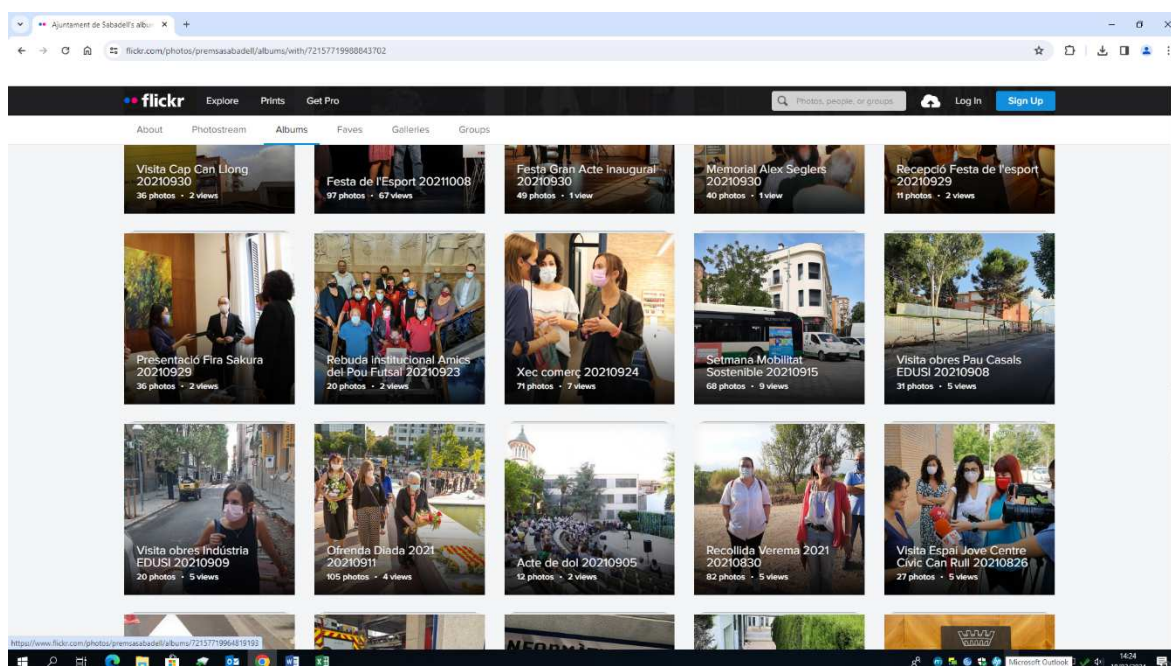 Ajuntament de Sabadell's albu
flickr.com/photos/premsasabadell/albums/with/72157719988843702
flickr Explore Prints Get Pro Photos, people, or groups Log In Sign Up
About Photostream Albums Faves Galleries Groups
Visita Cap Can Llong
20210930
36 photos • 2 views
Festa de l'Esport 20211008
97 photos • 67 views
Festa Gran Acte inaugural
20210930
49 photos • 1 view
Memorial Alex Seglers
20210930
40 photos • 1 view
Recepció Festa de l'esport
20210929
11 photos • 2 views
Presentació Fira Sakura
20210929
36 photos • 2 views
Rebuda institucional Amics
del Pou Futsal 20210923
20 photos • 2 views
Xec comerç 20210924
71 photos • 7 views
Setmana Mobilitat
Sostenible 20210915
68 photos • 9 views
Visita obres Pau Casals
EDUSI 20210908
31 photos • 5 views
Visita obres Indústria
EDUSI 20210909
20 photos • 5 views
Ofrenda Diada 2021
20210911
105 photos • 4 views
Acte de dol 20210905
12 photos • 2 views
Recollida Verema 2021
20210830
82 photos • 5 views
Visita Espai Jove Centre
Cívic Can Rull 20210826
27 photos • 5 views
https://www.flickr.com/photos/premsasabadell/albums/72157719964819193
Microsoft Outlook
14:24